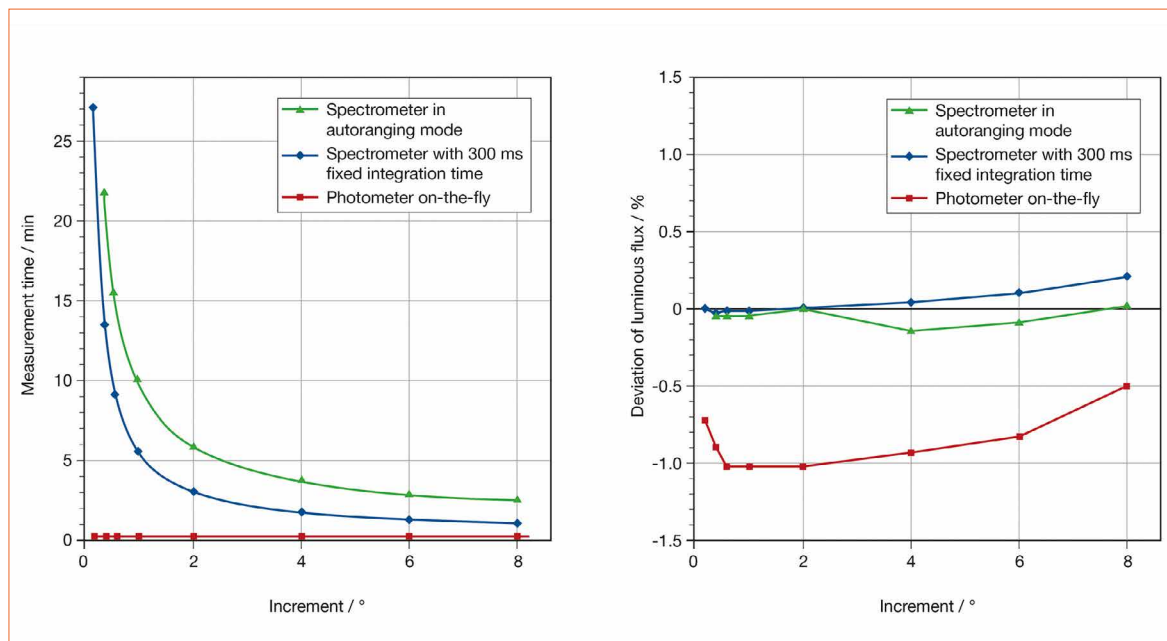 Spectrometer in
autoranging mode
Spectrometer with 300 ms
fixed integration time
Photometer on-the-fly
Measurement time / min
25
20
15
10
5
0
0
2
4
6
8
Increment / °
Spectrometer in
autoranging mode
Spectrometer with 300 ms
fixed integration time
Photometer on-the-fly
Deviation of luminous flux / %
1.5
1.0
0.5
0
-0.5
-1.0
-1.5
0
2
4
6
8
Increment / °